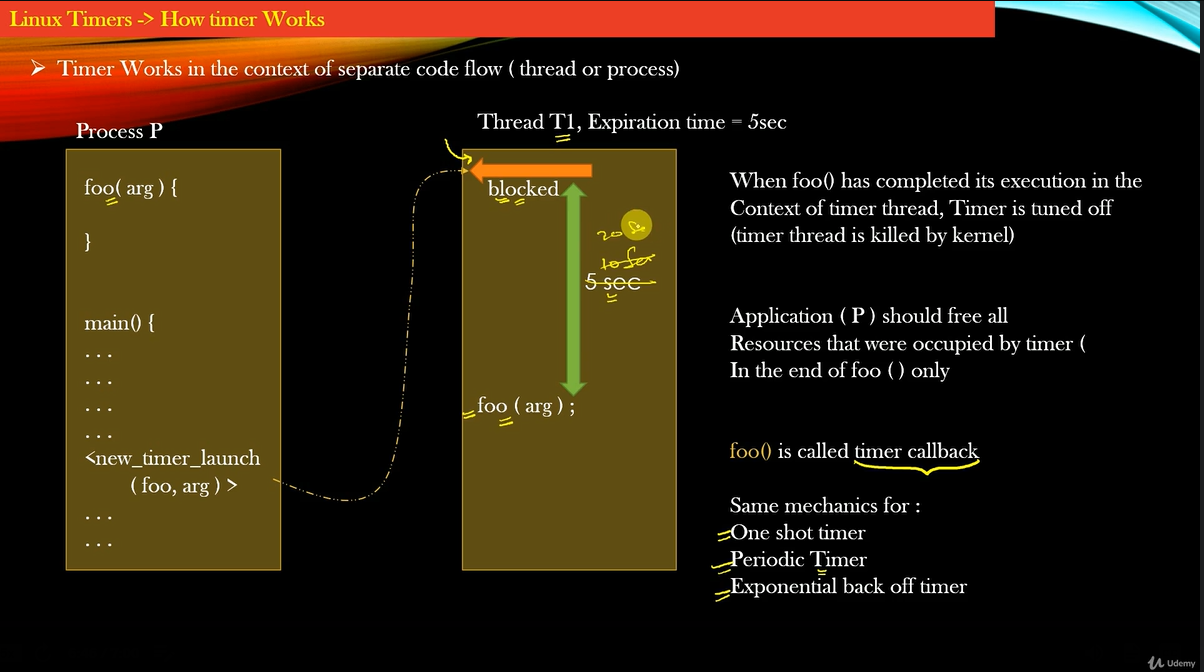 Linux Timers -> How timer Works
➤ Timer Works in the context of separate code flow ( thread or process)
Process P
foo( arg ) {
}
main() {
. . .
. . .
. . .
. . .
<new_timer_launch
( foo, arg ) >
. . .
. . .
Thread T1, Expiration time = 5sec
blocked
20
5 sec
foo ( arg ) ;
When foo() has completed its execution in the
Context of timer thread, Timer is tuned off
(timer thread is killed by kernel)
Application ( P ) should free all
Resources that were occupied by timer (
In the end of foo ( ) only
foo() is called timer callback
Same mechanics for :
One shot timer
Periodic Timer
Exponential back off timer
Udemy